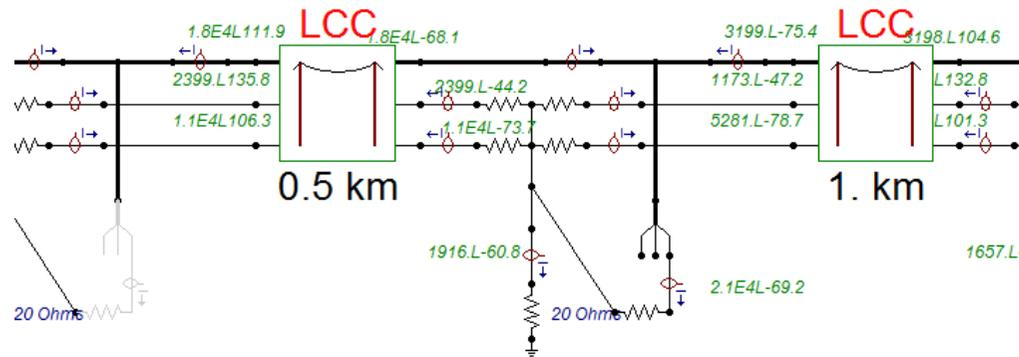 LCC
LCC
1.8E4L111.9
1.8E4L-68.1
3199.L-75.4
3198.L104.6
2399.L135.8
2399.L-44.2
1173.L-47.2
L132.8
1.1E4L106.3
1.1E4L-73.7
5281.L-78.7
L101.3
0.5 km
1. km
1916.L-60.8
1657.L
2.1E4L-69.2
20 Ohms
20 Ohms